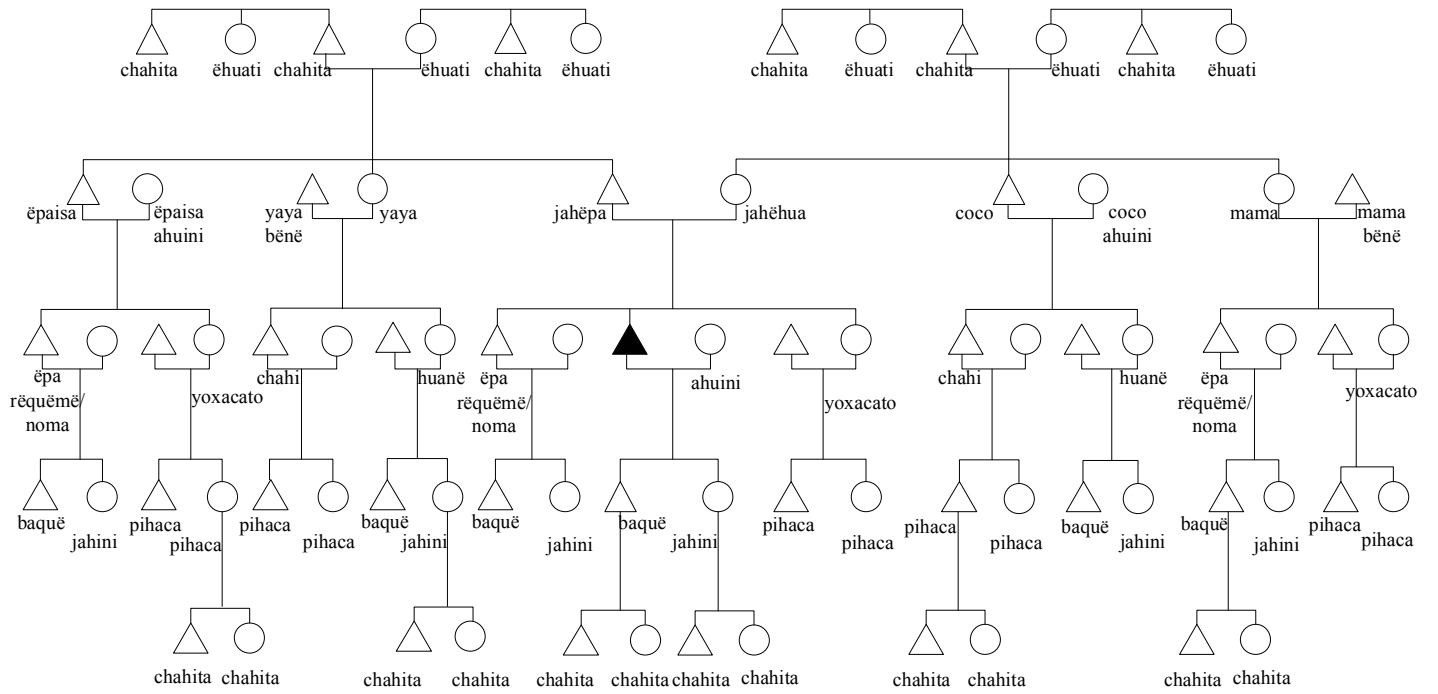 chahita ëhuati chahita ëhuati chahita ëhuati chahita ëhuati chahita ëhuati chahita ëhuati
ëpaisa ëpaisa yaya yaya jahëpa jahëhua coco coco mama mama
ahuini bënë ahuini bënë
ëpa yoxacato chahi huanë ëpa ahuini yoxacato chahi huanë ëpa yoxacato
rëquëmë/ rëquëmë/ rëquëmë/
noma noma noma
baquë jahini pihaca pihaca pihaca pihaca baquë jahini baquë jahini baquë jahini pihaca pihaca pihaca pihaca baquë jahini baquë jahini pihaca pihaca
chahita chahita chahita chahita chahita chahita chahita chahita chahita chahita chahita chahita